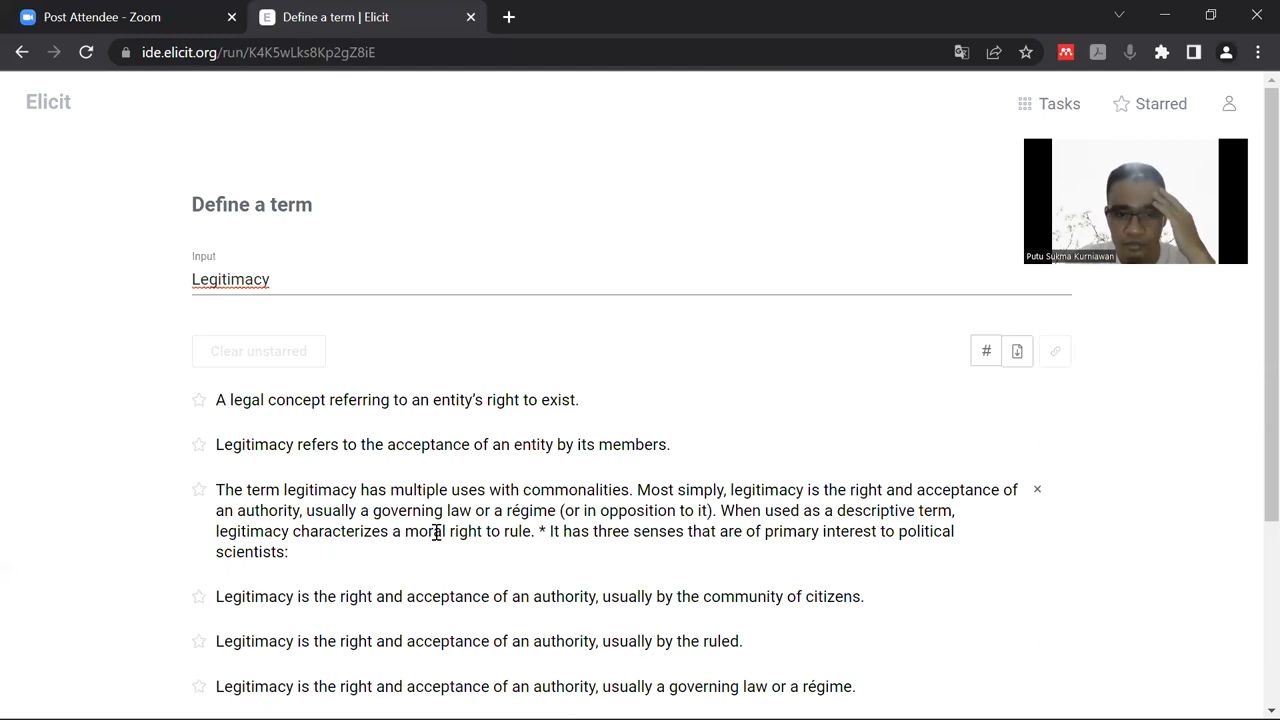 Post Attendee - Zoom
Define a term | Elicit
ide.elicit.org/run/K4K5wLks8Kp2gZ8iE
Elicit
Tasks
Starred
Define a term
Input
Legitimacy
Putu Sukma Kurniawan
Clear unstarred
#
A legal concept referring to an entity’s right to exist.
Legitimacy refers to the acceptance of an entity by its members.
The term legitimacy has multiple uses with commonalities. Most simply, legitimacy is the right and acceptance of
an authority, usually a governing law or a régime (or in opposition to it). When used as a descriptive term,
legitimacy characterizes a moral right to rule. * It has three senses that are of primary interest to political
scientists:
Legitimacy is the right and acceptance of an authority, usually by the community of citizens.
Legitimacy is the right and acceptance of an authority, usually by the ruled.
Legitimacy is the right and acceptance of an authority, usually a governing law or a régime.